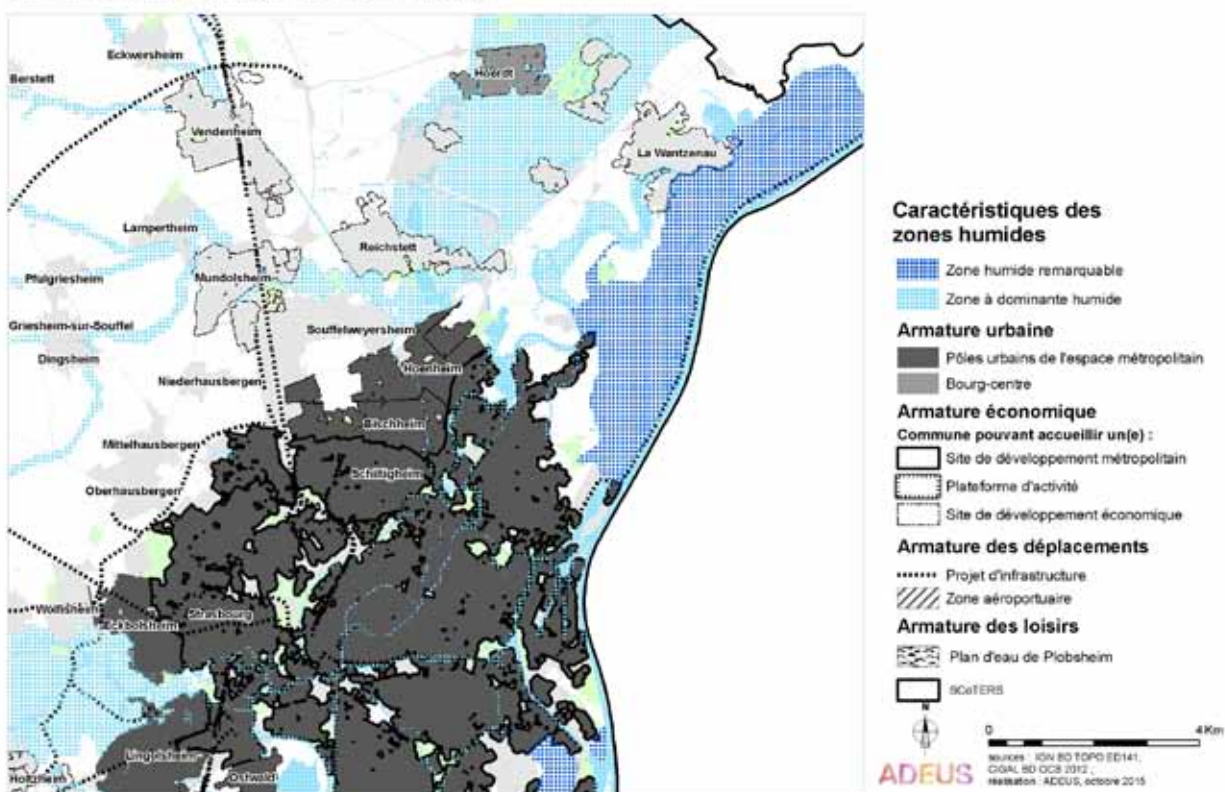 Eckwersheim
Berstett
Hoerdt
Vendenheim
La Wantzenau
Lampertheim
Reichstett
Pfulgriesheim
Mundolsheim
Griesheim-sur-Souffel
Souffelweyersheim
Dingsheim
Hoenheim
Niederhausbergen
Bischheim
Mittelhausbergen
Schiltigheim
Oberhausbergen
Wolfisheim
Strasbourg
Eckbolsheim
Lingolsheim
Holtzheim
Ostwald
Caractéristiques des
zones humides
Zone humide remarquable
Zone à dominante humide
Armature urbaine
Pôles urbains de l'espace métropolitain
Bourg-centre
Armature économique
Commune pouvant accueillir un(e) :
Site de développement métropolitain
Plateforme d'activité
Site de développement économique
Armature des déplacements
Projet d'infrastructure
Zone aéroportuaire
Armature des loisirs
Plan d'eau de Plobsheim
SCoTERS
N
0 4 Km
sources : IGN BD TOPO ED141,
CIGAL BD OCS 2012 ;
réalisation : ADEUS, octobre 2015
ADEUS